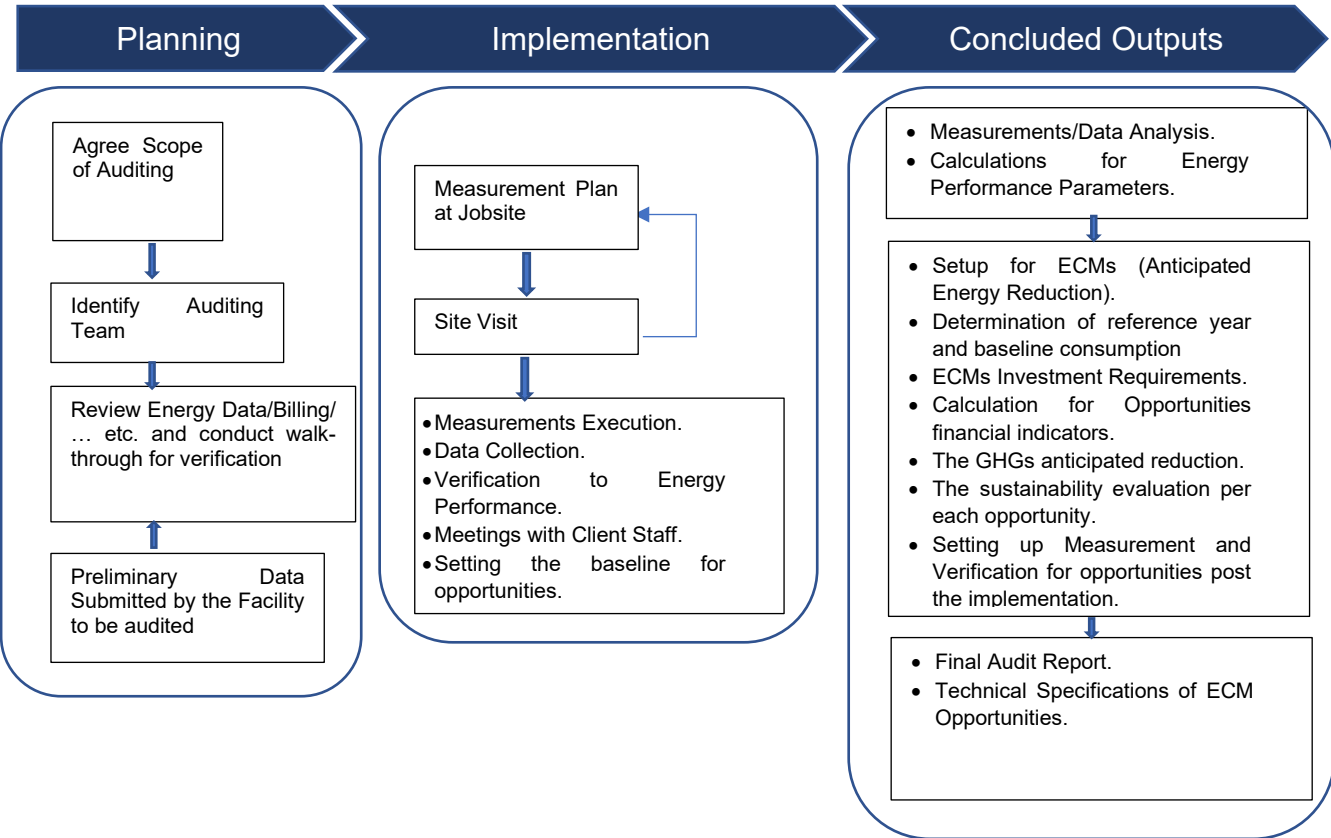 Planning
Implementation
Concluded Outputs
Agree Scope
of Auditing
Identify Auditing
Team
Review Energy Data/Billing/
… etc. and conduct walk-
through for verification
Preliminary Data
Submitted by the Facility
to be audited
Measurement Plan
at Jobsite
Site Visit
•Measurements Execution.
•Data Collection.
•Verification to Energy
Performance.
•Meetings with Client Staff.
•Setting the baseline for
opportunities.
• Measurements/Data Analysis.
• Calculations for Energy
Performance Parameters.
• Setup for ECMs (Anticipated
Energy Reduction).
• Determination of reference year
and baseline consumption
• ECMs Investment Requirements.
• Calculation for Opportunities
financial indicators.
• The GHGs anticipated reduction.
• The sustainability evaluation per
each opportunity.
• Setting up Measurement and
Verification for opportunities post
the implementation.
• Final Audit Report.
• Technical Specifications of ECM
Opportunities.